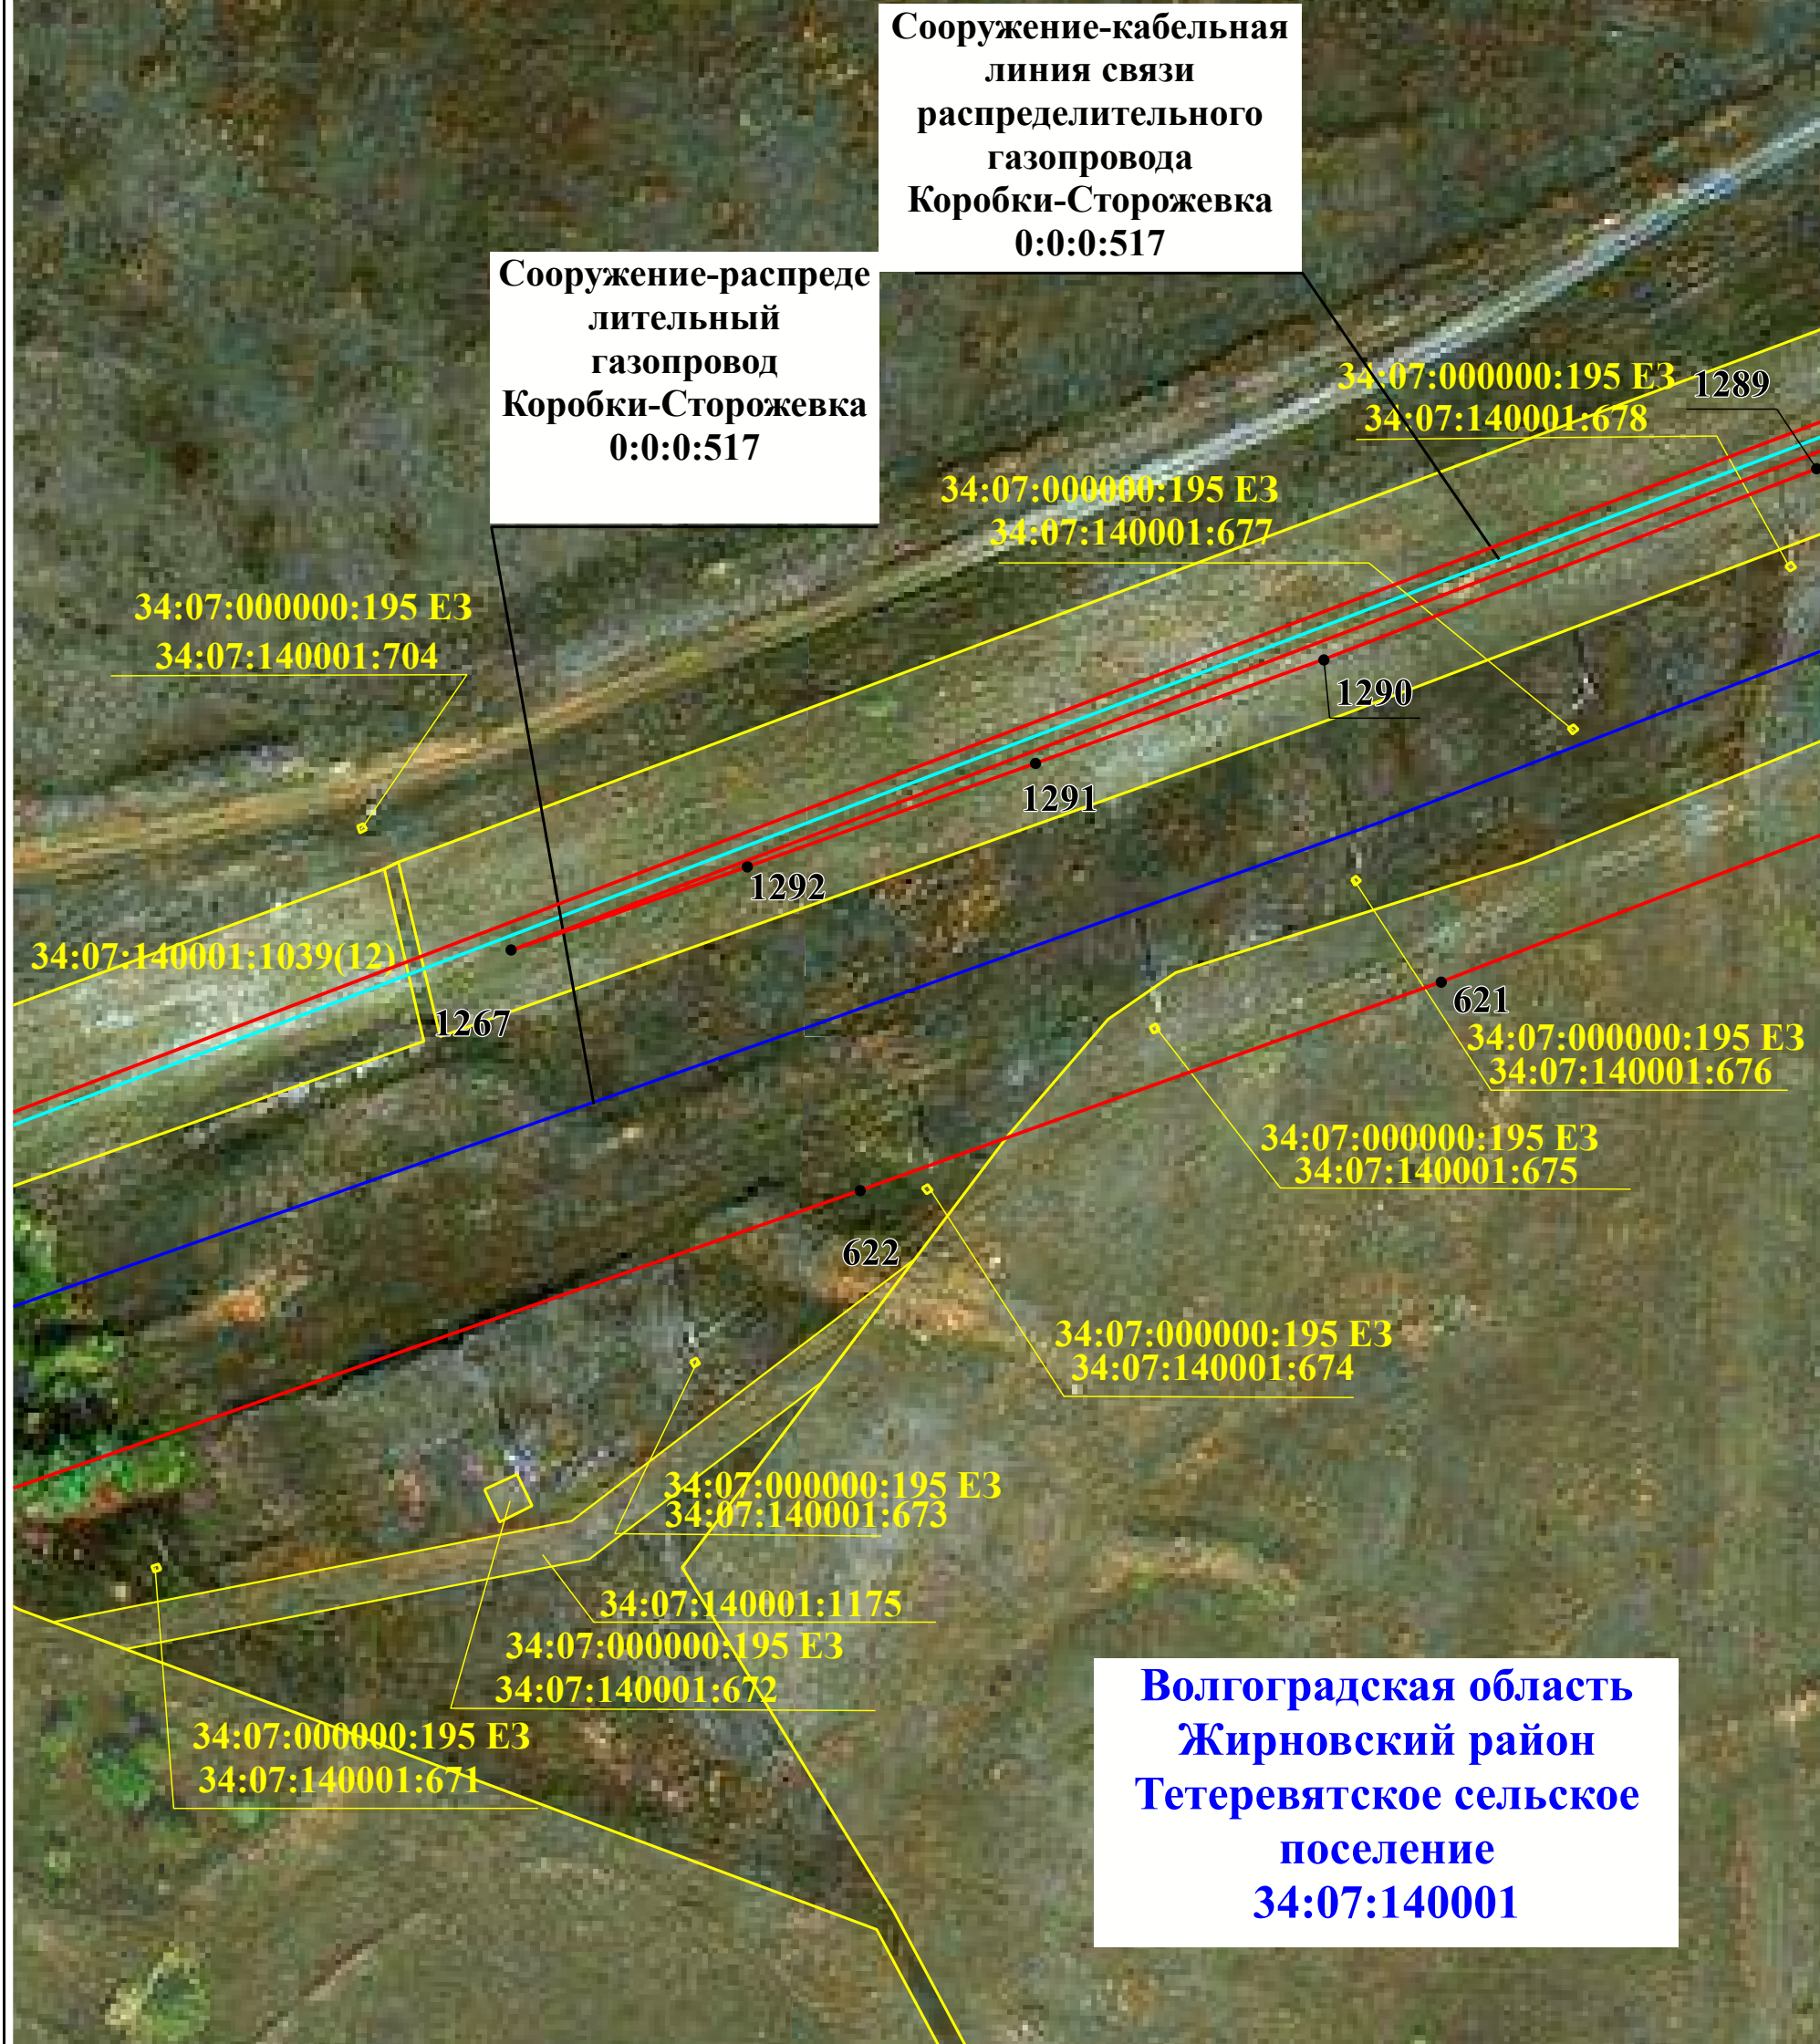 Сооружение-кабельная
линия связи
распределительного
газопровода
Коробки-Сторожевка
0:0:0:517
Сооружение-распреде
лительный
газопровод
Коробки-Сторожевка
0:0:0:517
34:07:000000:195 ЕЗ
34:07:140001:678
1289
34:07:000000:195 ЕЗ
34:07:140001:677
34:07:000000:195 ЕЗ
34:07:140001:704
1290
1291
1292
34:07:140001:1039(12)
1267
621
34:07:000000:195 ЕЗ
34:07:140001:676
34:07:000000:195 ЕЗ
34:07:140001:675
622
34:07:000000:195 ЕЗ
34:07:140001:674
34:07:000000:195 ЕЗ
34:07:140001:673
34:07:140001:1175
34:07:000000:195 ЕЗ
34:07:140001:672
34:07:000000:195 ЕЗ
34:07:140001:671
Волгоградская область
Жирновский район
Тетеревятское сельское
поселение
34:07:140001